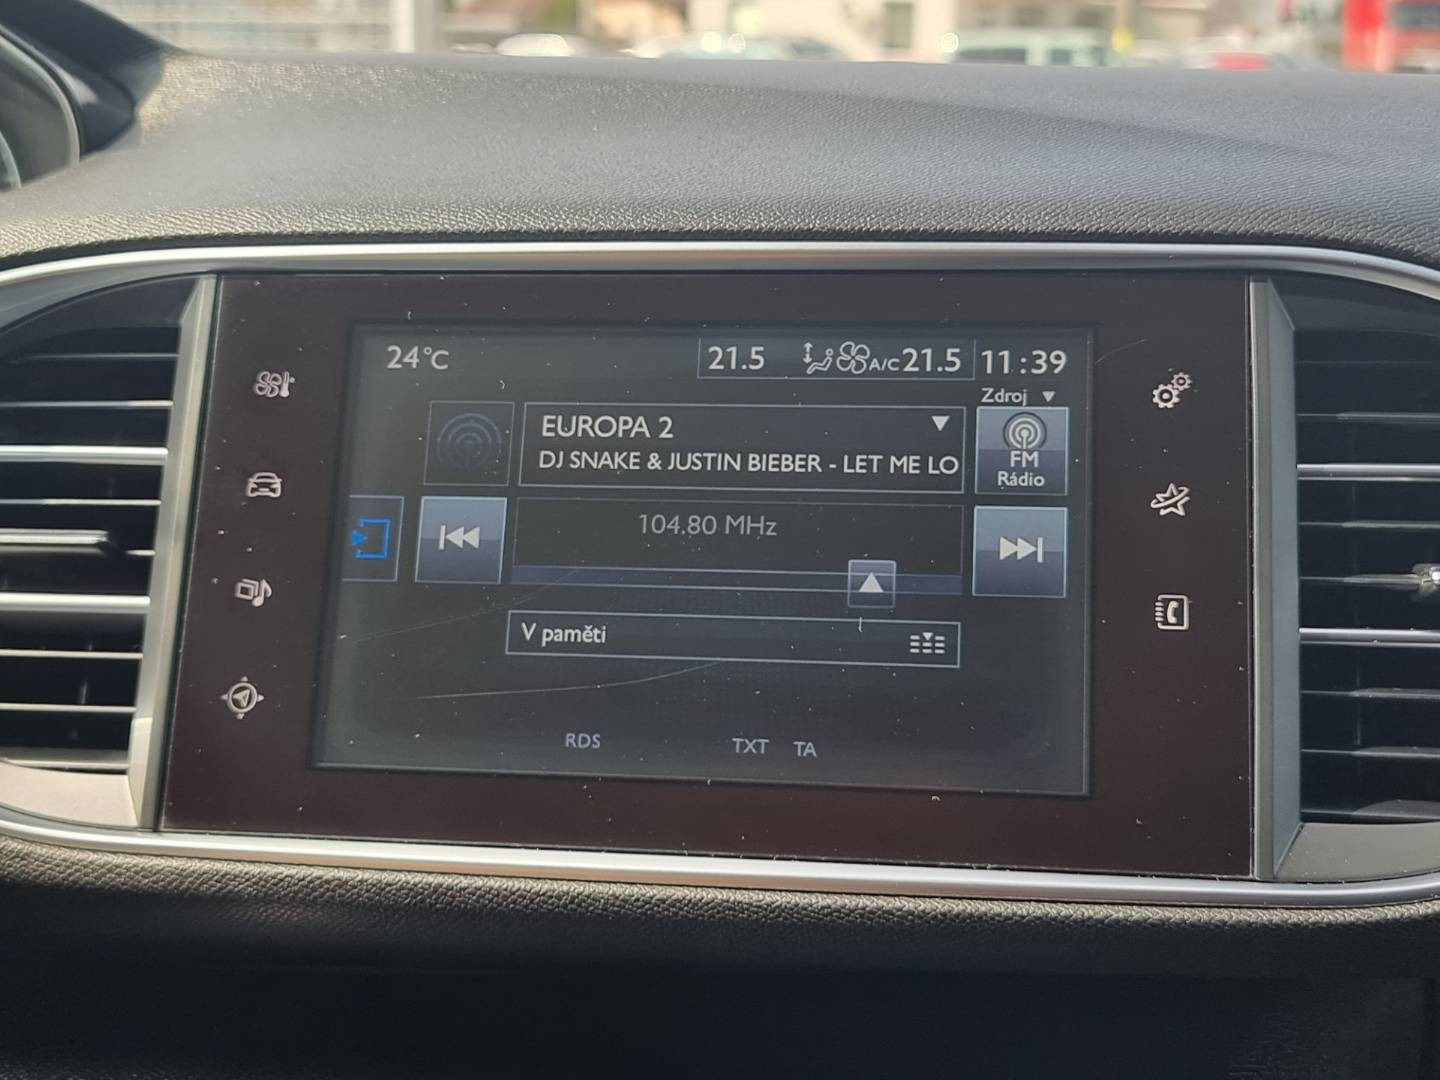 24°C
21.5
A/C 21.5
11:39
Zdroj
EUROPA 2
DJ SNAKE & JUSTIN BIEBER - LET ME LO
FM
Rádio
104.80 MHz
V paměti
RDS
TXT
TA